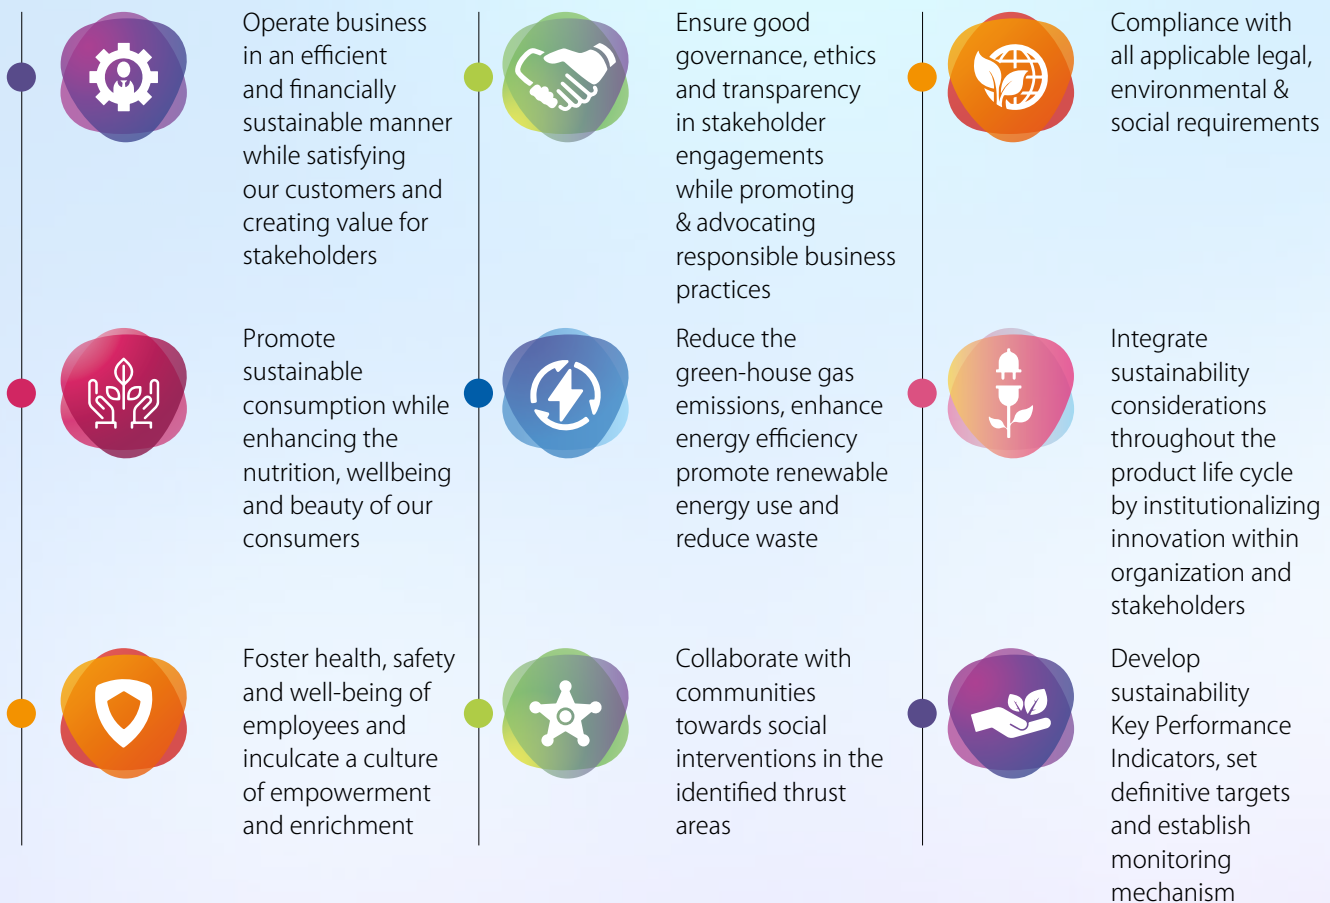 Operate business
in an efficient
and financially
sustainable manner
while satisfying
our customers and
creating value for
stakeholders
Ensure good
governance, ethics
and transparency
in stakeholder
engagements
while promoting
& advocating
responsible business
practices
Compliance with
all applicable legal,
environmental &
social requirements
Promote
sustainable
consumption while
enhancing the
nutrition, wellbeing
and beauty of our
consumers
Reduce the
green-house gas
emissions, enhance
energy efficiency
promote renewable
energy use and
reduce waste
Integrate
sustainability
considerations
throughout the
product life cycle
by institutionalizing
innovation within
organization and
stakeholders
Foster health, safety
and well-being of
employees and
inculcate a culture
of empowerment
and enrichment
Collaborate with
communities
towards social
interventions in the
identified thrust
areas
Develop
sustainability
Key Performance
Indicators, set
definitive targets
and establish
monitoring
mechanism